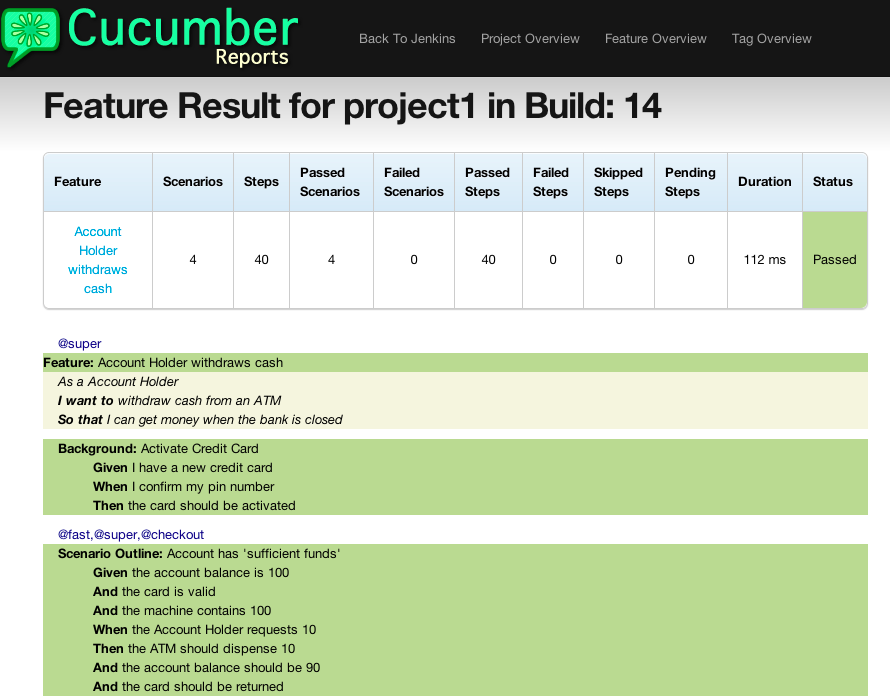 Cucumber
Reports
Back To Jenkins Project Overview Feature Overview Tag Overview
Feature Result for project1 in Build: 14
Feature Scenarios Steps Passed Scenarios Failed Scenarios Passed Steps Failed Steps Skipped Steps Pending Steps Duration Status
Account Holder withdraws cash 4 40 4 0 40 0 0 0 112 ms Passed
@super
Feature: Account Holder withdraws cash
As a Account Holder
I want to withdraw cash from an ATM
So that I can get money when the bank is closed
Background: Activate Credit Card
Given I have a new credit card
When I confirm my pin number
Then the card should be activated
@fast,@super,@checkout
Scenario Outline: Account has 'sufficient funds'
Given the account balance is 100
And the card is valid
And the machine contains 100
When the Account Holder requests 10
Then the ATM should dispense 10
And the account balance should be 90
And the card should be returned